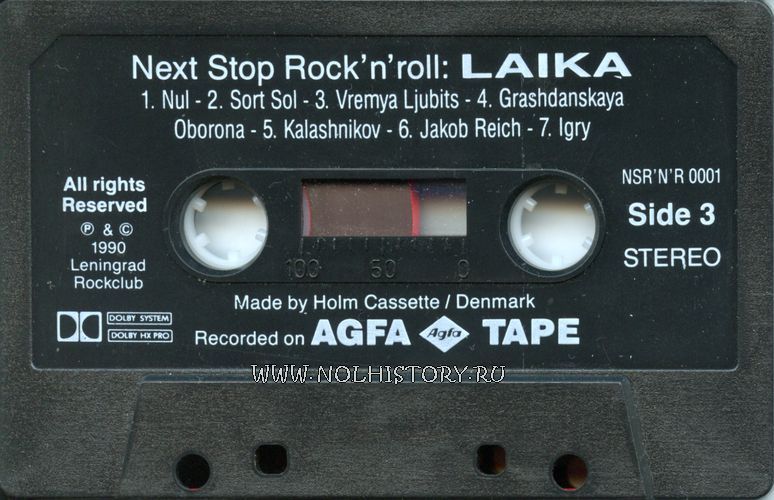 Next Stop Rock'n'roll: LAIKA
1. Nul - 2. Sort Sol - 3. Vremya Ljubits - 4. Grashdanskaya
Oborona - 5. Kalashnikov - 6. Jakob Reich - 7. Igry
All rights
Reserved
℗ & ©
1990
Leningrad
Rockclub
NSR'N'R 0001
Side 3
STEREO
100 50 0
Made by Holm Cassette / Denmark
DOLBY SYSTEM
DOLBY HX PRO
Recorded on AGFA Agfa TAPE
WWW.NOLHISTORY.RU